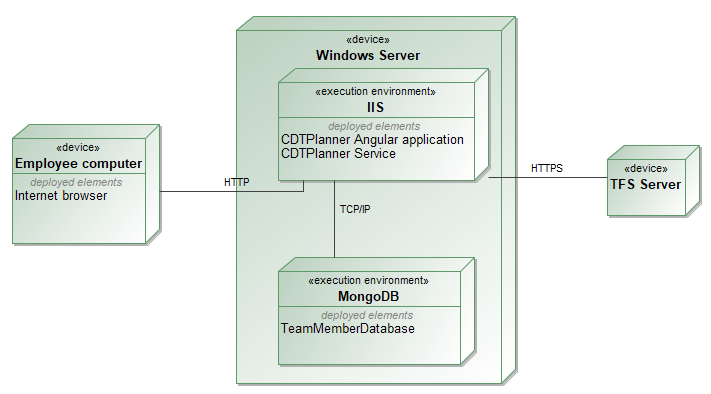 «device»
Windows Server
«execution environment»
IIS
deployed elements
CDTPlanner Angular application
CDTPlanner Service
«device»
Employee computer
deployed elements
Internet browser
HTTP
HTTPS
«device»
TFS Server
TCP/IP
«execution environment»
MongoDB
deployed elements
TeamMemberDatabase